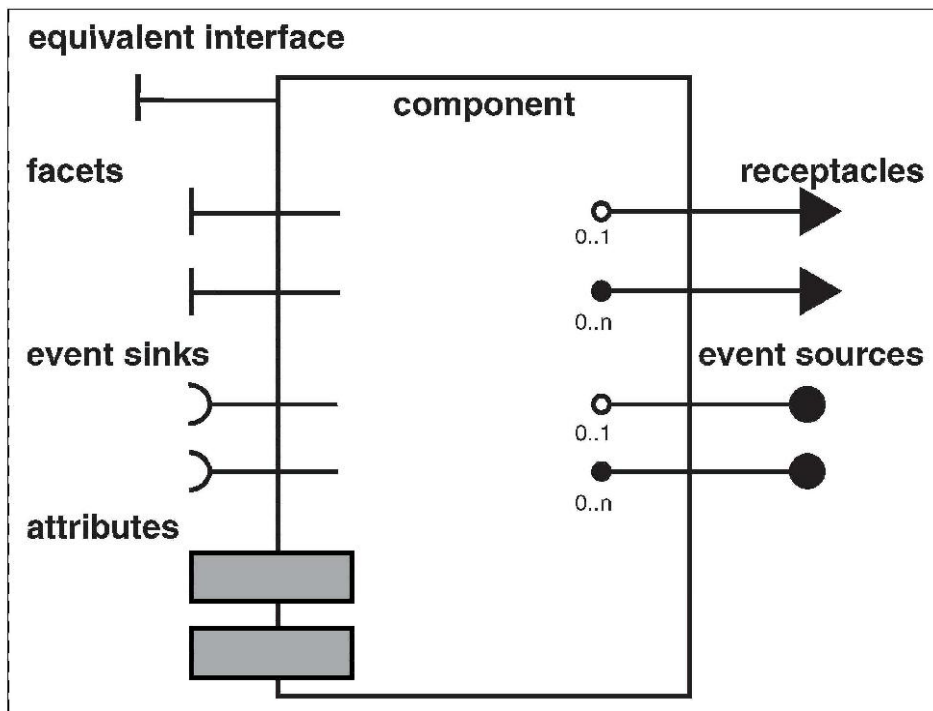 equivalent interface
component
facets
receptacles
0..1
0..n
event sinks
event sources
0..1
0..n
attributes